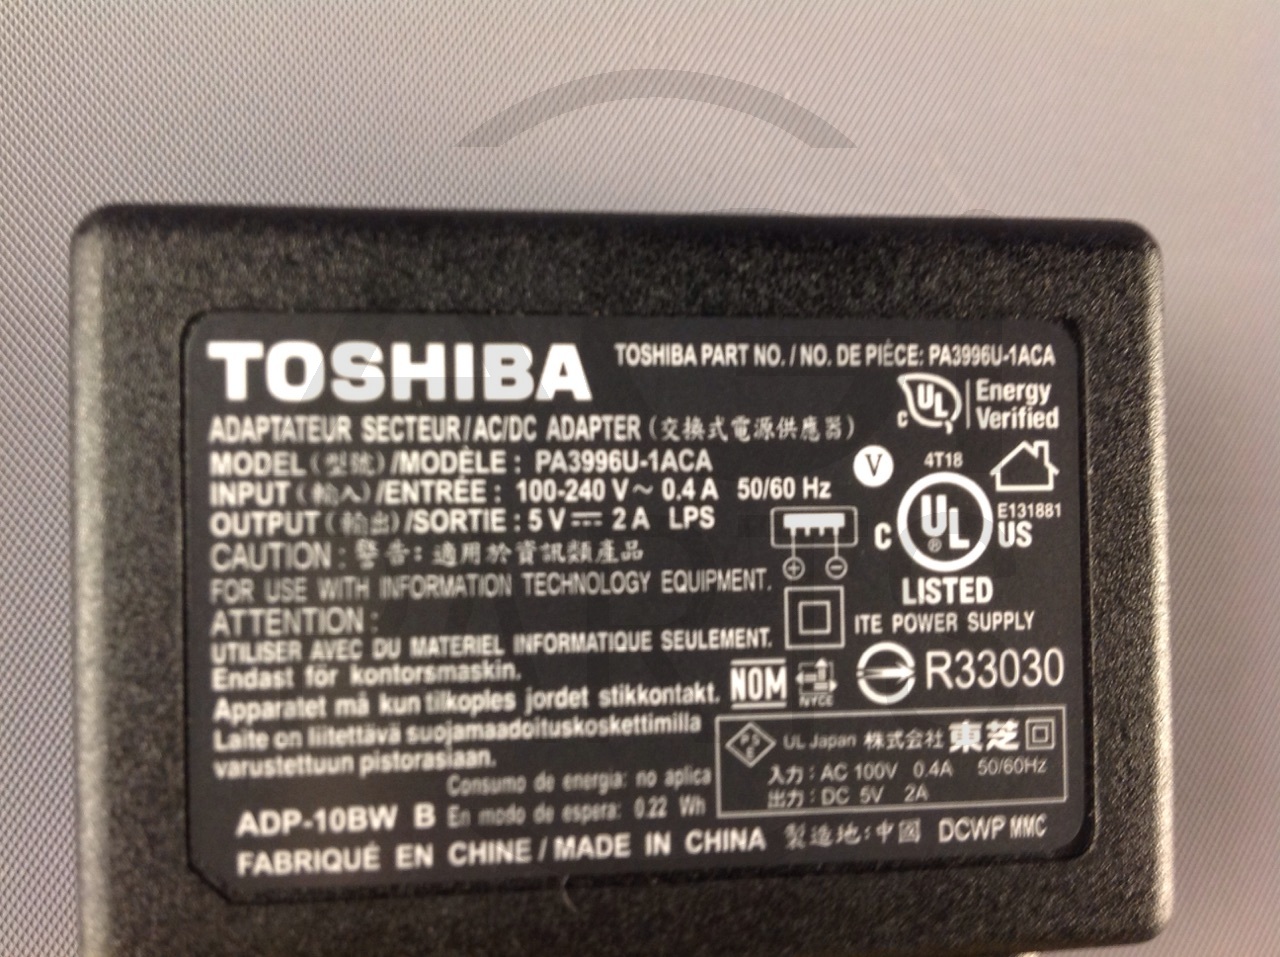 TOSHIBA
TOSHIBA PART NO. / NO. DE PIÈCE: PA3996U-1ACA
ADAPTATEUR SECTEUR/AC/DC ADAPTER (交換式電源供應器)
MODEL(型號)/MODÈLE: PA3996U-1ACA
INPUT(輸入)/ENTRÉE: 100-240 V~ 0.4 A 50/60 Hz
OUTPUT(輸出)/SORTIE: 5 V⎓ 2 A LPS
CAUTION: 警告: 適用於資訊類產品
FOR USE WITH INFORMATION TECHNOLOGY EQUIPMENT.
ATTENTION:
UTILISER AVEC DU MATERIEL INFORMATIQUE SEULEMENT.
Endast för kontorsmaskin.
Apparatet må kun tilkoples jordet stikkontakt.
Laite on liitettävä suojamaadoituskoskettimilla
varustettuun pistorasiaan.
Consumo de energia: no aplica
ADP-10BW B En modo de espera: 0.22 Wh
FABRIQUÉ EN CHINE / MADE IN CHINA 製造地:中國 DCWP MMC
c UL Energy
Verified
V
4T18
E131881
C UL ® US
LISTED
ITE POWER SUPPLY
NOM NYCE R33030
PSE UL Japan 株式会社 東芝
入力: AC 100V 0.4A 50/60Hz
出力: DC 5V 2A